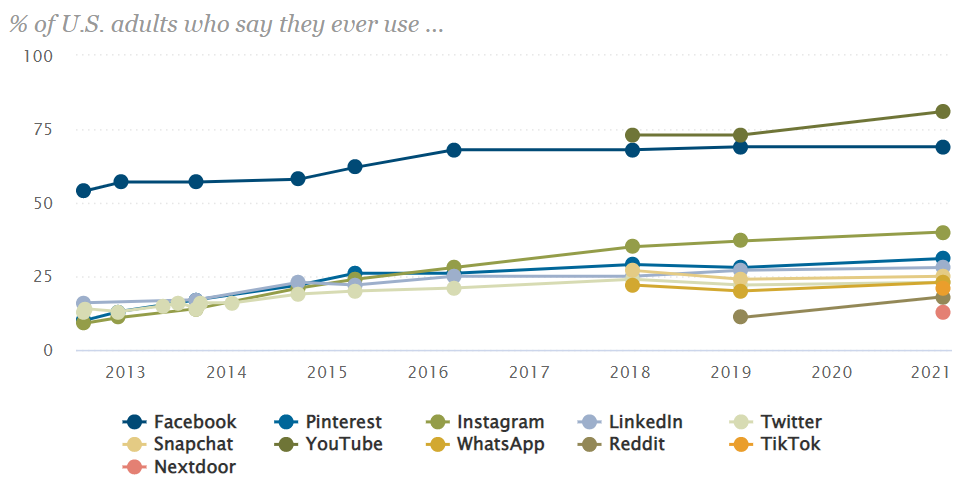 % of U.S. adults who say they ever use ...
100
75
50
25
0
2013 2014 2015 2016 2017 2018 2019 2020 2021
Facebook Pinterest Instagram LinkedIn Twitter
Snapchat YouTube WhatsApp Reddit TikTok
Nextdoor